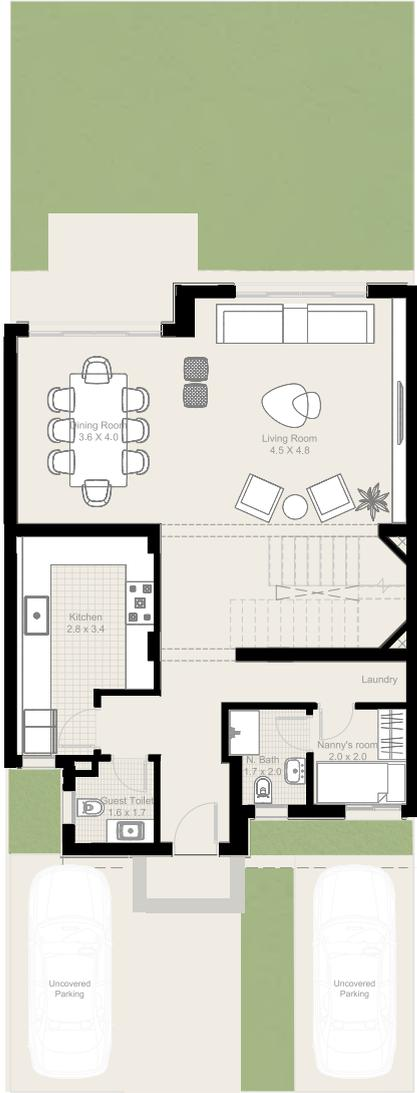 Dining Room
3.6 X 4.0
Living Room
4.5 X 4.8
Kitchen
2.8 x 3.4
Laundry
Nanny's room
2.0 x 2.0
N. Bath
1.7 x 2.0
Guest Toilet
1.6 x 1.7
Uncovered
Parking
Uncovered
Parking